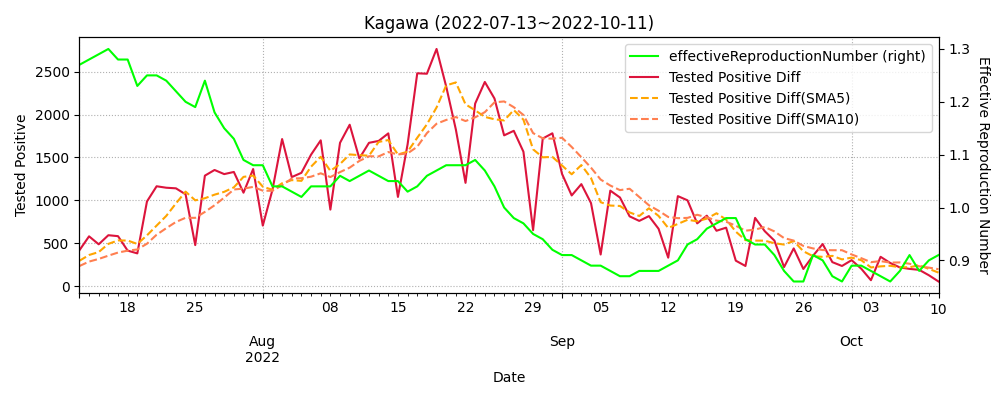 Kagawa (2022-07-13~2022-10-11)
effectiveReproductionNumber (right)
Tested Positive Diff
Tested Positive Diff(SMA5)
Tested Positive Diff(SMA10)
Tested Positive
2500
2000
1500
1000
500
0
1.3
1.2
1.1
1.0
0.9
Effective Reproduction Number
18 25 08 15 22 29 05 12 19 26 03 10
Aug Sep Oct
2022
Date